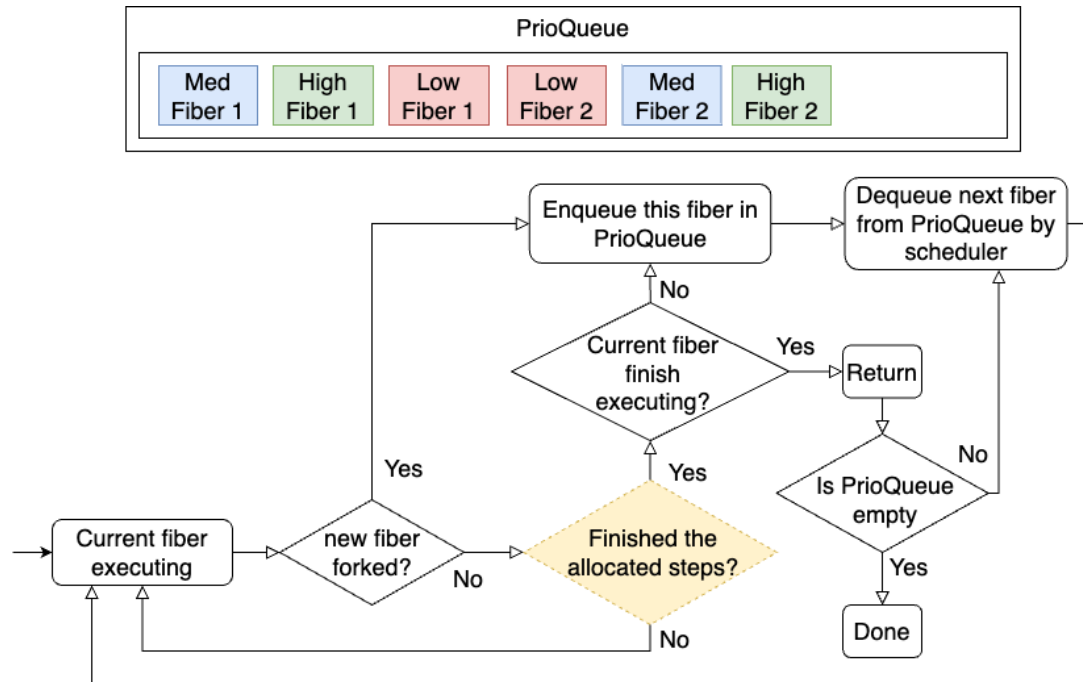 PrioQueue
Med
Fiber 1
High
Fiber 1
Low
Fiber 1
Low
Fiber 2
Med
Fiber 2
High
Fiber 2
Enqueue this fiber in
PrioQueue
Dequeue next fiber
from PrioQueue by
scheduler
No
Current fiber
finish
executing?
Yes
Return
Yes
Yes
No
Is PrioQueue
empty
Current fiber
executing
new fiber
forked?
No
Finished the
allocated steps?
Yes
No
Done